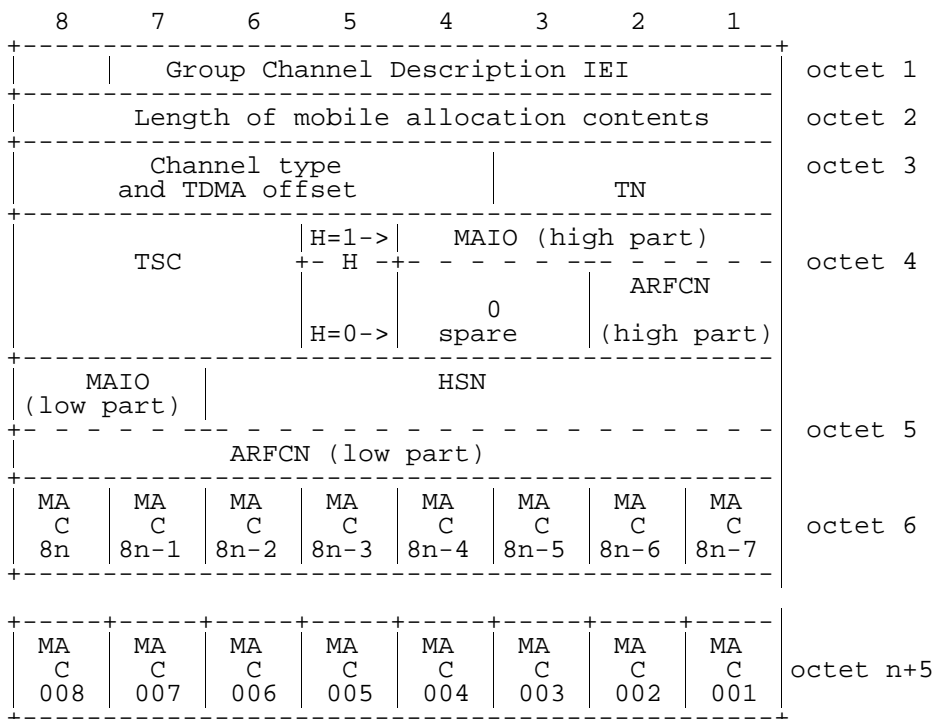 8 7 6 5 4 3 2 1
Group Channel Description IEI octet 1
Length of mobile allocation contents octet 2
Channel type octet 3
and TDMA offset TN
H=1-> MAIO (high part)
TSC +- H -+- - - - - --- - - - - - octet 4
ARFCN
0
H=0-> spare (high part)
MAIO HSN
(low part)
octet 5
ARFCN (low part)
MA MA MA MA MA MA MA MA
C C C C C C C C octet 6
8n 8n-1 8n-2 8n-3 8n-4 8n-5 8n-6 8n-7
MA MA MA MA MA MA MA MA
C C C C C C C C octet n+5
008 007 006 005 004 003 002 001